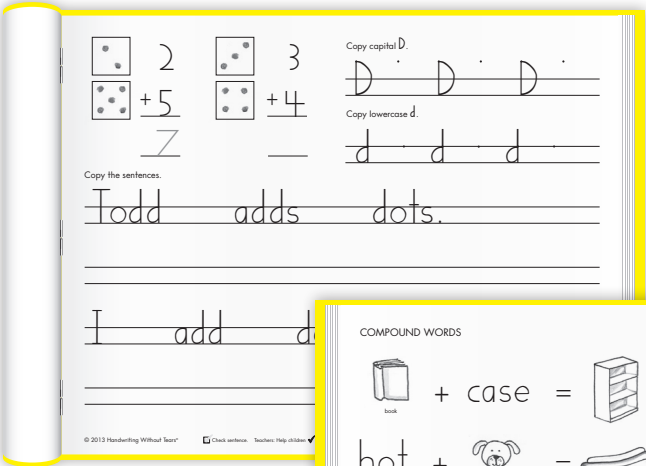 2 3
+ 5 + 4
7
Copy capital D.
D D D
Copy lowercase d.
d d d
Copy the sentences.
Todd adds dots.
I add
© 2013 Handwriting Without Tears®
Check sentence. Teachers: Help children
COMPOUND WORDS
book
+ case =
hot + =